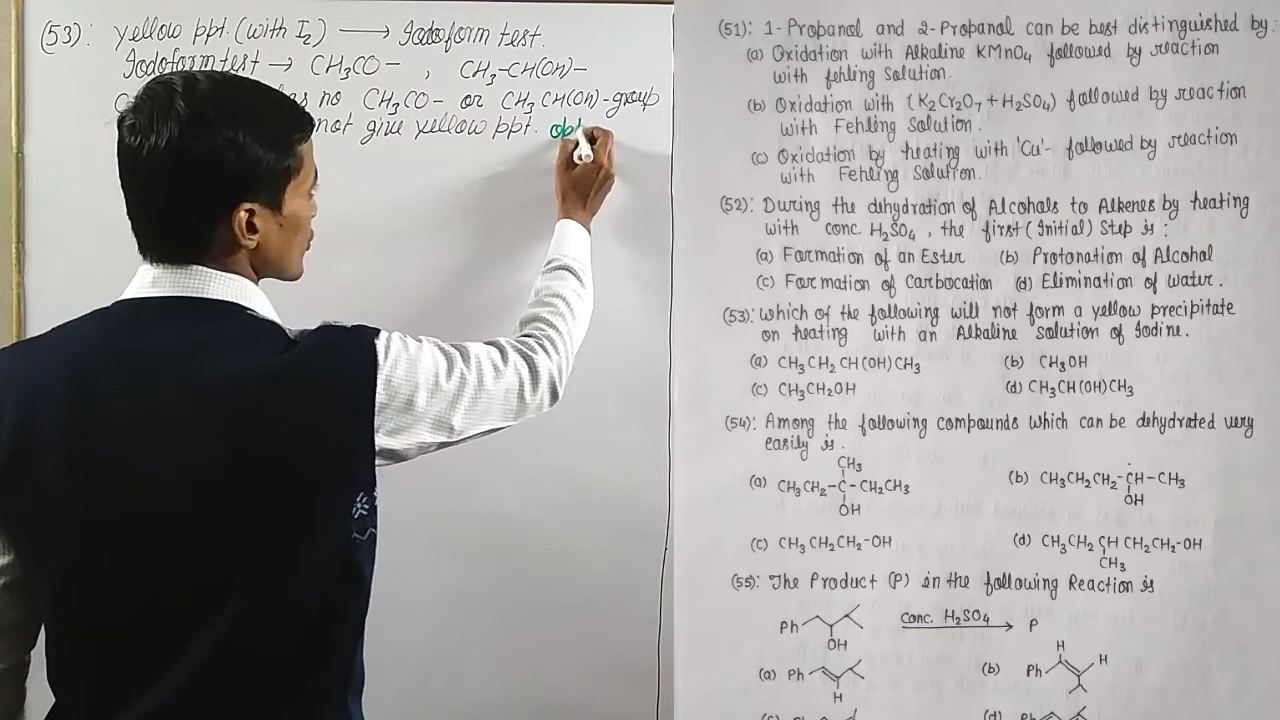 (53): yellow ppt. (with I₂) ⟶ Iodoform test.
Iodoform test → CH₃CO– , CH₃–CH(OH)–
no CH₃CO– or CH₃CH(OH)–group
not give yellow ppt. opt
(51): 1-Propanol and 2-Propanol can be best distinguished by:
(a) Oxidation with Alkaline KMnO₄ followed by reaction
with fehling Solution.
(b) Oxidation with (K₂Cr₂O₇ + H₂SO₄) followed by reaction
with Fehling Solution.
(c) Oxidation by heating with 'Cu'- followed by reaction
with Fehling Solution.
(52): During the dehydration of Alcohals to Alkenes by heating
with conc. H₂SO₄, the first (Initial) Step is:
(a) Formation of an Ester (b) Protonation of Alcohol
(c) Formation of Carbocation (d) Elimination of water.
(53): Which of the following will not form a yellow precipitate
on heating with an Alkaline solution of Iodine.
(a) CH₃CH₂CH(OH)CH₃ (b) CH₃OH
(c) CH₃CH₂OH (d) CH₃CH(OH)CH₃
(54): Among the following compounds which can be dehydrated very
easily is.
CH₃
(a) CH₃CH₂–C–CH₂CH₃ (b) CH₃CH₂CH₂–CH–CH₃
OH OH
(c) CH₃CH₂CH₂–OH (d) CH₃CH₂CHCH₂CH₂–OH
CH₃
(55): The Product (P) in the following Reaction is
Ph OH conc. H₂SO₄ ⟶ P
(a) Ph H (b) Ph H H
(d) Ph